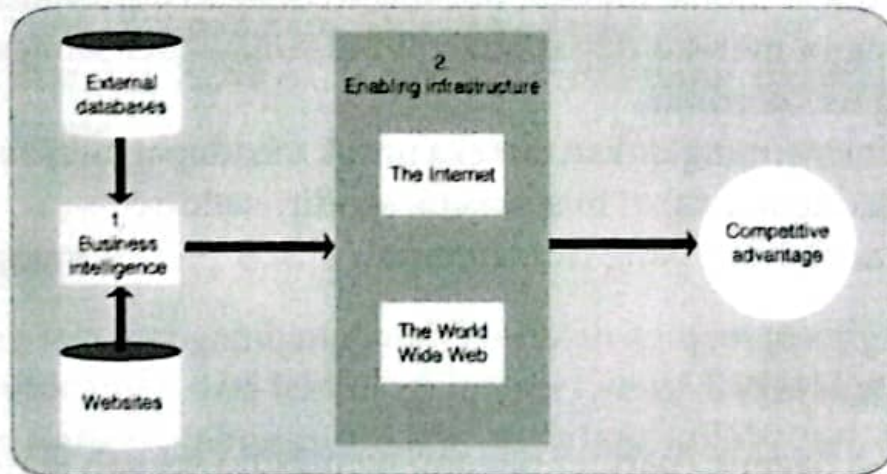 External
databases
1.
Business
intelligence
Websites
2.
Enabling infrastructure
The Internet
The World
Wide Web
Competitive
advantage